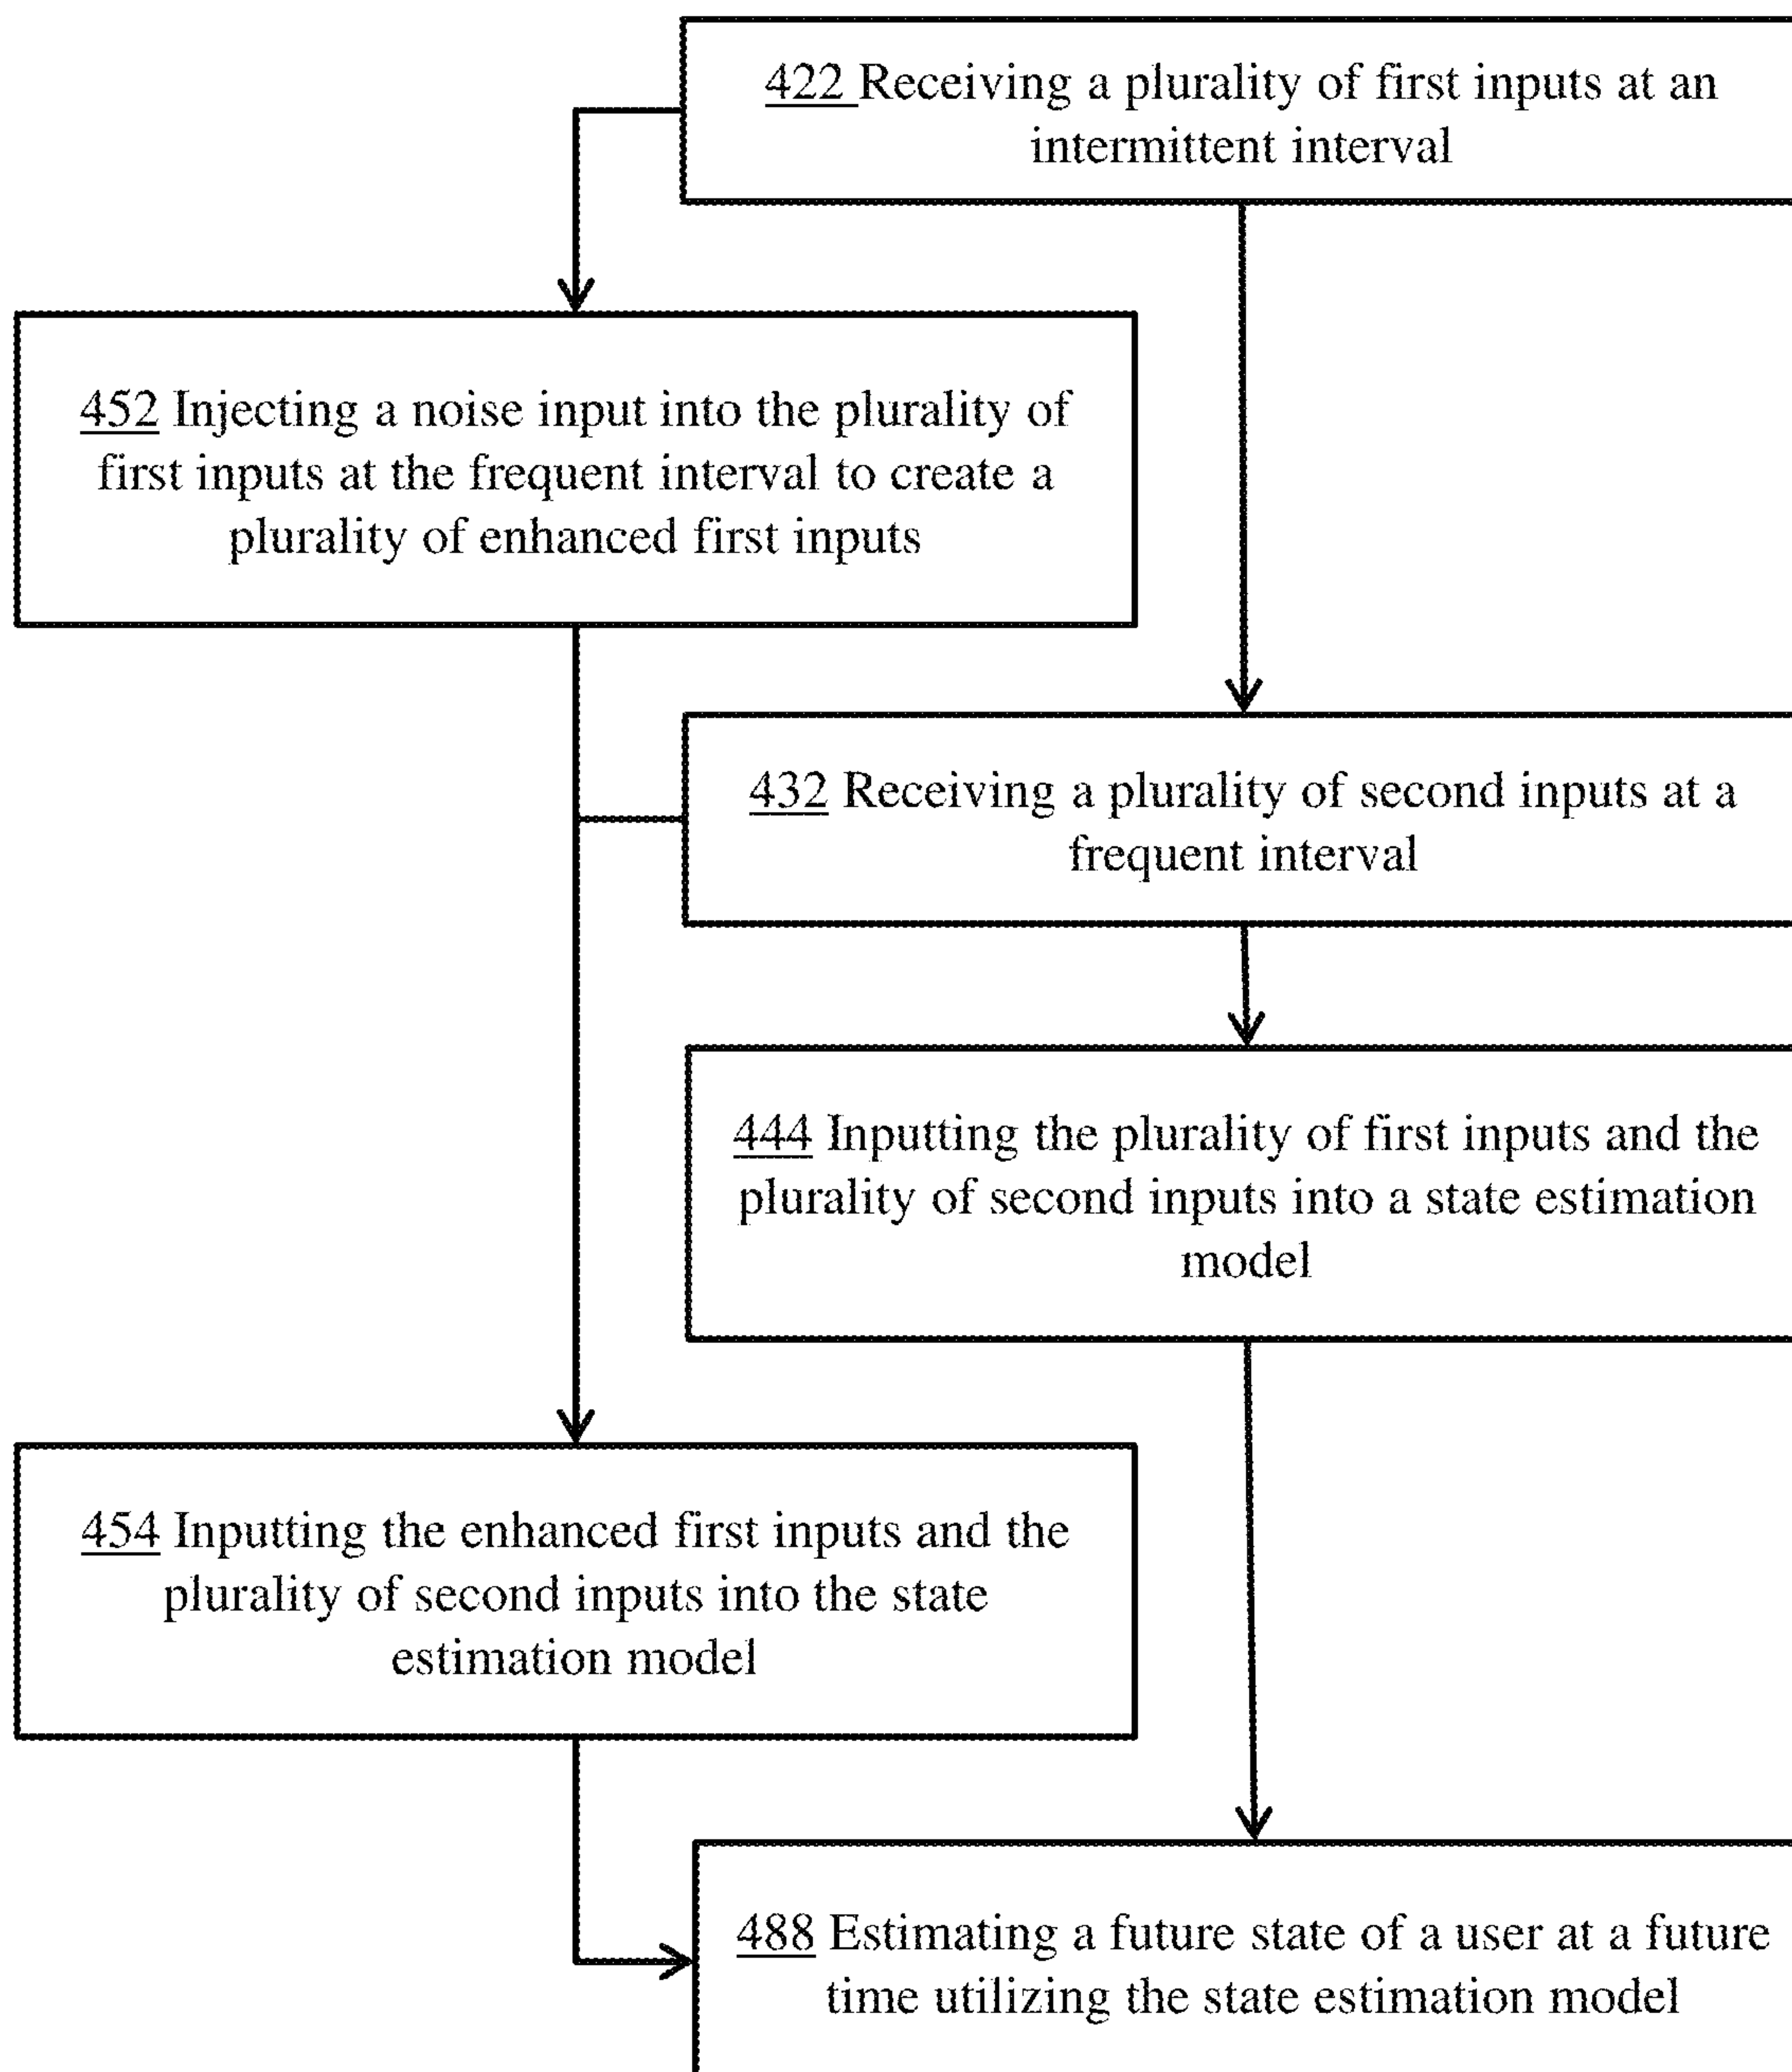 422 Receiving a plurality of first inputs at an
intermittent interval
452 Injecting a noise input into the plurality of
first inputs at the frequent interval to create a
plurality of enhanced first inputs
432 Receiving a plurality of second inputs at a
frequent interval
444 Inputting the plurality of first inputs and the
plurality of second inputs into a state estimation
model
454 Inputting the enhanced first inputs and the
plurality of second inputs into the state
estimation model
488 Estimating a future state of a user at a future
time utilizing the state estimation model